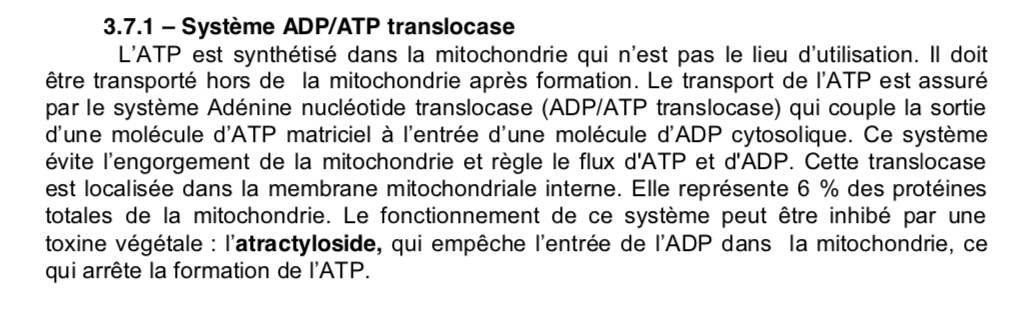 3.7.1 – Système ADP/ATP translocase
L'ATP est synthétisé dans la mitochondrie qui n'est pas le lieu d'utilisation. Il doit
être transporté hors de la mitochondrie après formation. Le transport de l'ATP est assuré
par le système Adénine nucléotide translocase (ADP/ATP translocase) qui couple la sortie
d'une molécule d'ATP matriciel à l'entrée d'une molécule d'ADP cytosolique. Ce système
évite l'engorgement de la mitochondrie et règle le flux d'ATP et d'ADP. Cette translocase
est localisée dans la membrane mitochondriale interne. Elle représente 6 % des protéines
totales de la mitochondrie. Le fonctionnement de ce système peut être inhibé par une
toxine végétale : l'atractyloside, qui empêche l'entrée de l'ADP dans la mitochondrie, ce
qui arrête la formation de l'ATP.